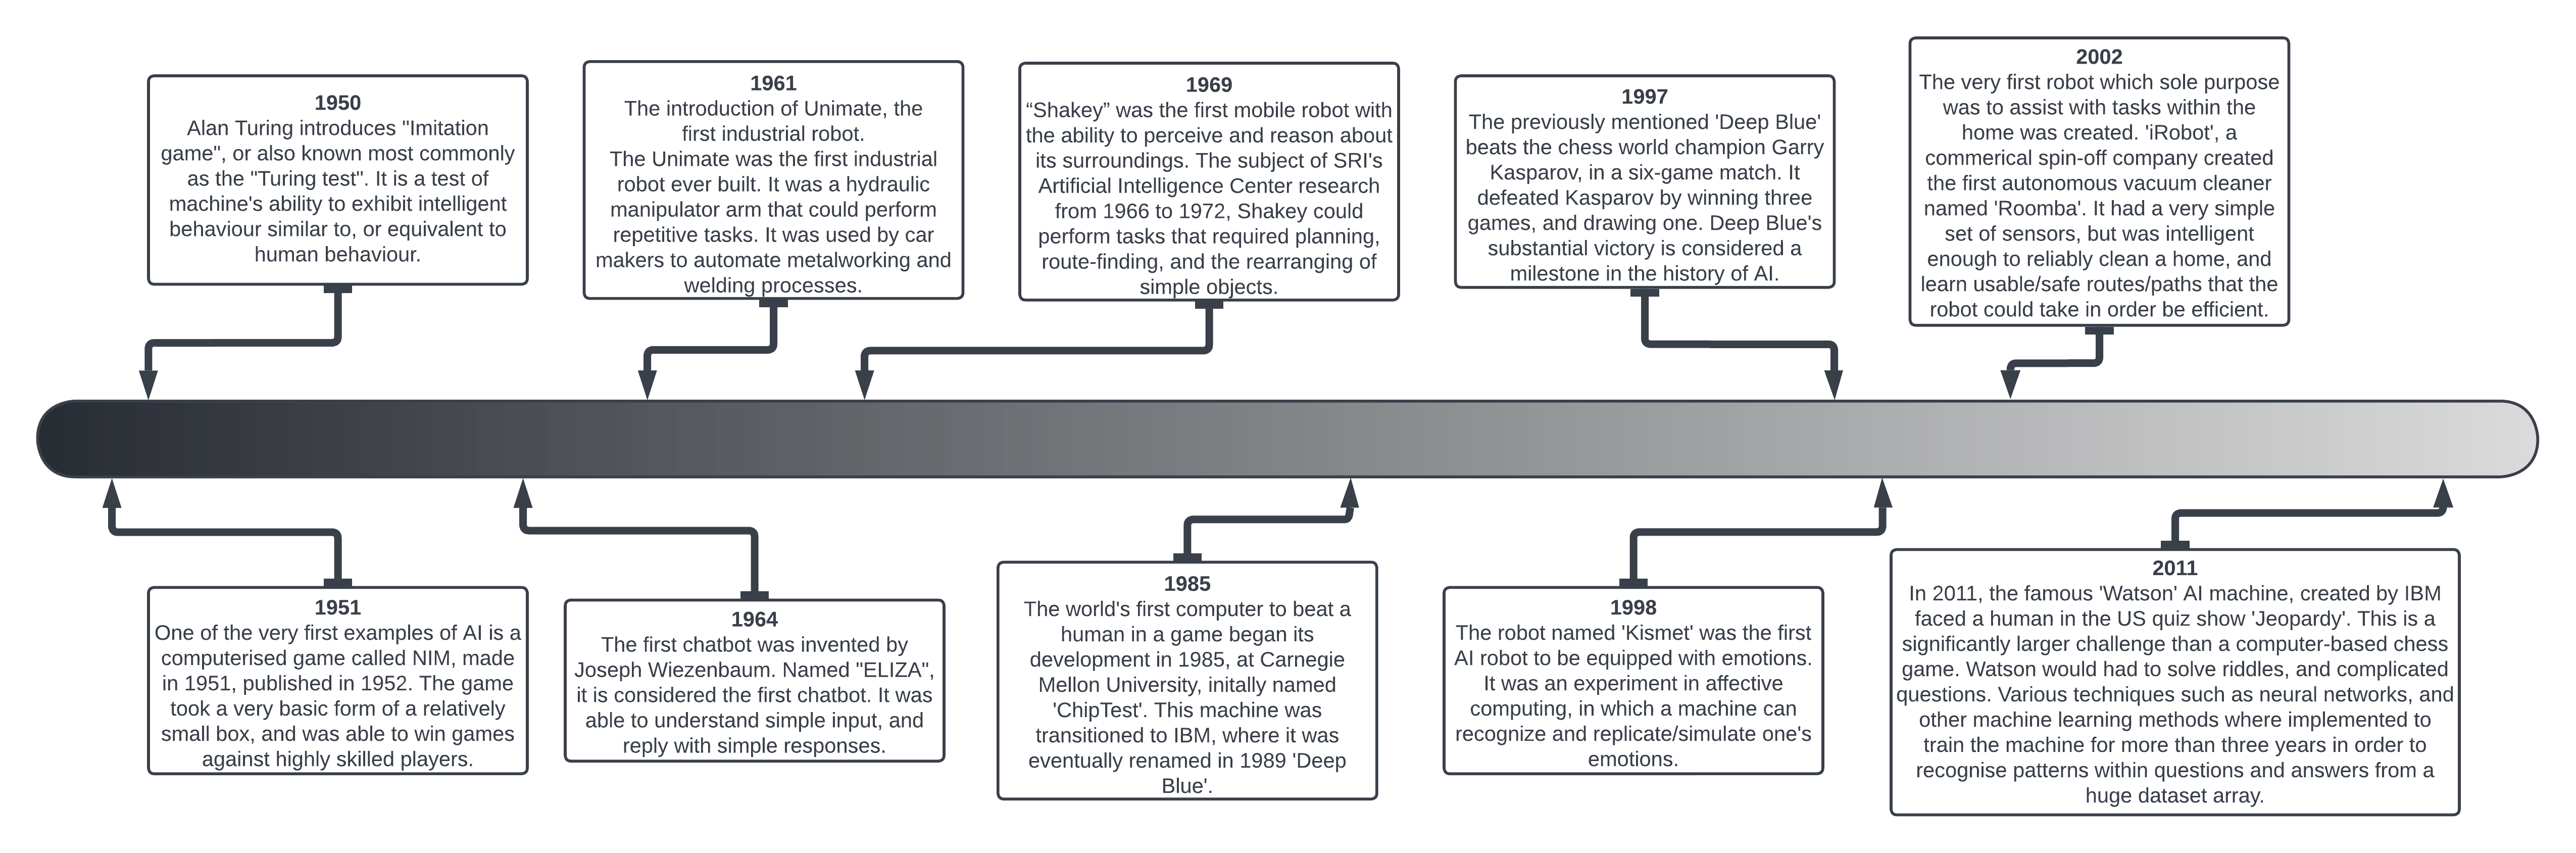 1950
Alan Turing introduces "Imitation
game", or also known most commonly
as the "Turing test". It is a test of
machine's ability to exhibit intelligent
behaviour similar to, or equivalent to
human behaviour.
1961
The introduction of Unimate, the
first industrial robot.
The Unimate was the first industrial
robot ever built. It was a hydraulic
manipulator arm that could perform
repetitive tasks. It was used by car
makers to automate metalworking and
welding processes.
1969
“Shakey” was the first mobile robot with
the ability to perceive and reason about
its surroundings. The subject of SRI's
Artificial Intelligence Center research
from 1966 to 1972, Shakey could
perform tasks that required planning,
route-finding, and the rearranging of
simple objects.
1997
The previously mentioned 'Deep Blue'
beats the chess world champion Garry
Kasparov, in a six-game match. It
defeated Kasparov by winning three
games, and drawing one. Deep Blue's
substantial victory is considered a
milestone in the history of AI.
2002
The very first robot which sole purpose
was to assist with tasks within the
home was created. 'iRobot', a
commerical spin-off company created
the first autonomous vacuum cleaner
named 'Roomba'. It had a very simple
set of sensors, but was intelligent
enough to reliably clean a home, and
learn usable/safe routes/paths that the
robot could take in order be efficient.
1951
One of the very first examples of AI is a
computerised game called NIM, made
in 1951, published in 1952. The game
took a very basic form of a relatively
small box, and was able to win games
against highly skilled players.
1964
The first chatbot was invented by
Joseph Wiezenbaum. Named "ELIZA",
it is considered the first chatbot. It was
able to understand simple input, and
reply with simple responses.
1985
The world's first computer to beat a
human in a game began its
development in 1985, at Carnegie
Mellon University, initally named
'ChipTest'. This machine was
transitioned to IBM, where it was
eventually renamed in 1989 'Deep
Blue'.
1998
The robot named 'Kismet' was the first
AI robot to be equipped with emotions.
It was an experiment in affective
computing, in which a machine can
recognize and replicate/simulate one's
emotions.
2011
In 2011, the famous 'Watson' AI machine, created by IBM
faced a human in the US quiz show 'Jeopardy'. This is a
significantly larger challenge than a computer-based chess
game. Watson would had to solve riddles, and complicated
questions. Various techniques such as neural networks, and
other machine learning methods where implemented to
train the machine for more than three years in order to
recognise patterns within questions and answers from a
huge dataset array.